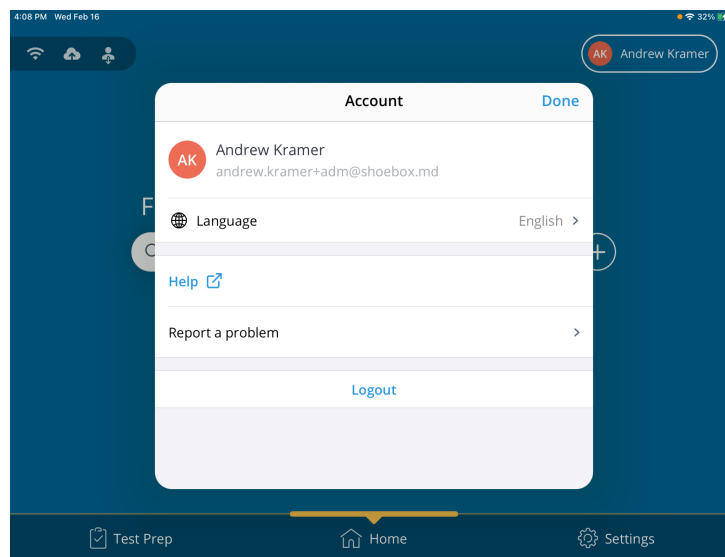 4:08 PM Wed Feb 16
32%
AK Andrew Kramer
Account
Done
AK
Andrew Kramer
andrew.kramer+adm@shoebox.md
F
Language
English
Help
Report a problem
Logout
Test Prep
Home
Settings